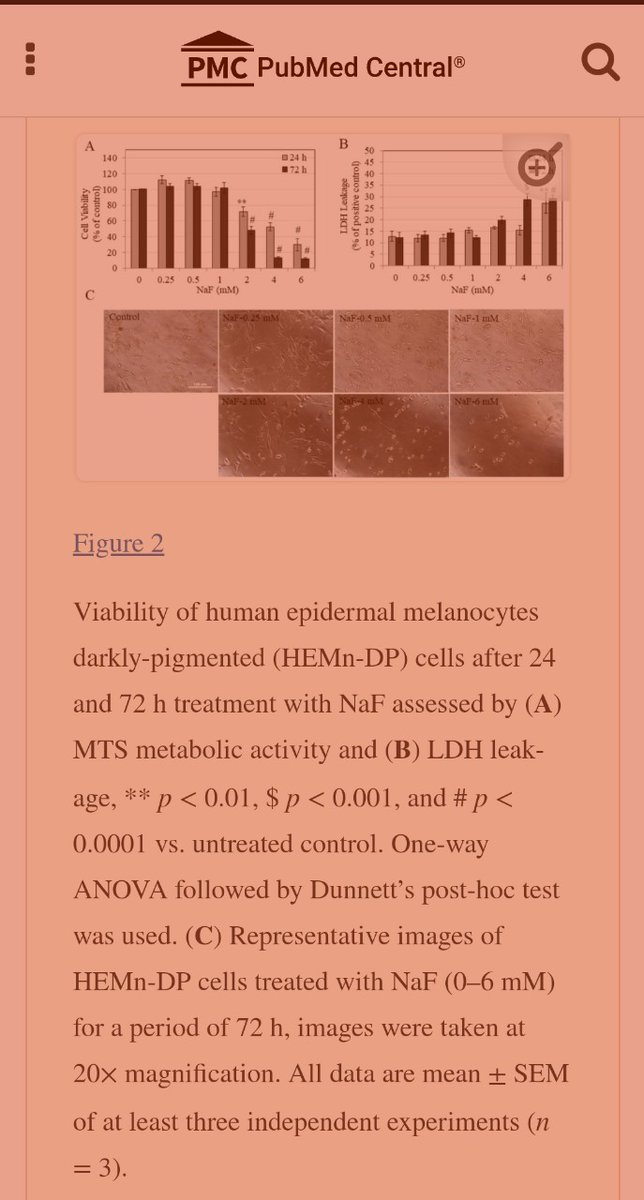 PMC PubMed Central®
A
140
120
100
80
60
40
20
0
Cell Viability
(% of control)
24 h
72 h
**
#
#
#
#
#
0 0.25 0.5 1 2 4 6
NaF (mM)
B
50
45
40
35
30
25
20
15
10
5
0
LDH Leakage
(% of positive control)
0 0.25 0.5 1 2 4 6
NaF (mM)
C
Control NaF-0.25 mM NaF-0.5 mM NaF-1 mM
NaF-2 mM NaF-4 mM NaF-6 mM
Figure 2
Viability of human epidermal melanocytes
darkly-pigmented (HEMn-DP) cells after 24
and 72 h treatment with NaF assessed by (A)
MTS metabolic activity and (B) LDH leak-
age, ** p < 0.01, $ p < 0.001, and # p <
0.0001 vs. untreated control. One-way
ANOVA followed by Dunnett’s post-hoc test
was used. (C) Representative images of
HEMn-DP cells treated with NaF (0–6 mM)
for a period of 72 h, images were taken at
20× magnification. All data are mean ± SEM
of at least three independent experiments (n
= 3).